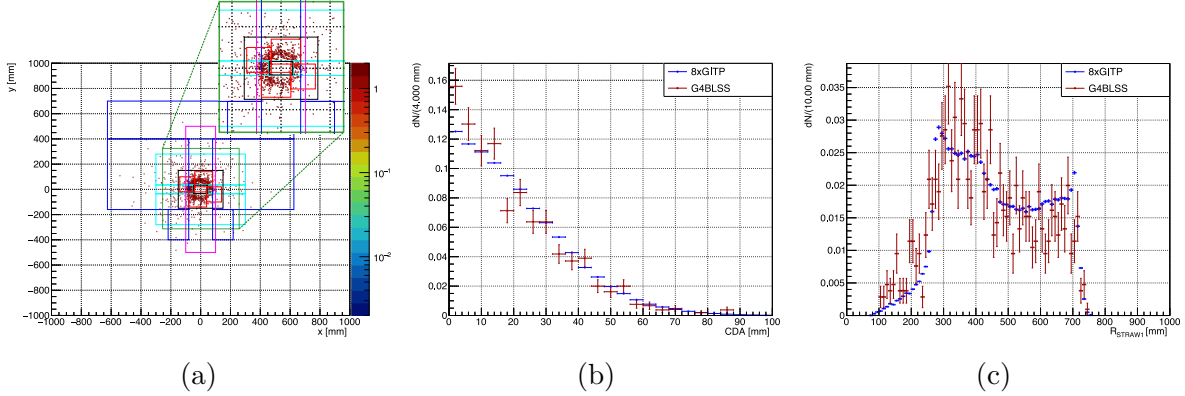 y [mm]
1000
800
600
400
200
0
−200
−400
−600
−800
−1000
−1000 −800 −600 −400 −200 0 200 400 600 800 1000
x [mm]
1
10−1
10−2
(a)
dN/(4.000 mm)
0.16
0.14
0.12
0.1
0.08
0.06
0.04
0.02
0
0 10 20 30 40 50 60 70 80 90 100
CDA [mm]
8xGITP
G4BLSS
(b)
dN/(10.00 mm)
0.035
0.03
0.025
0.02
0.015
0.01
0.005
0
0 100 200 300 400 500 600 700 800 900 1000
RSTRAW1 [mm]
8xGITP
G4BLSS
(c)